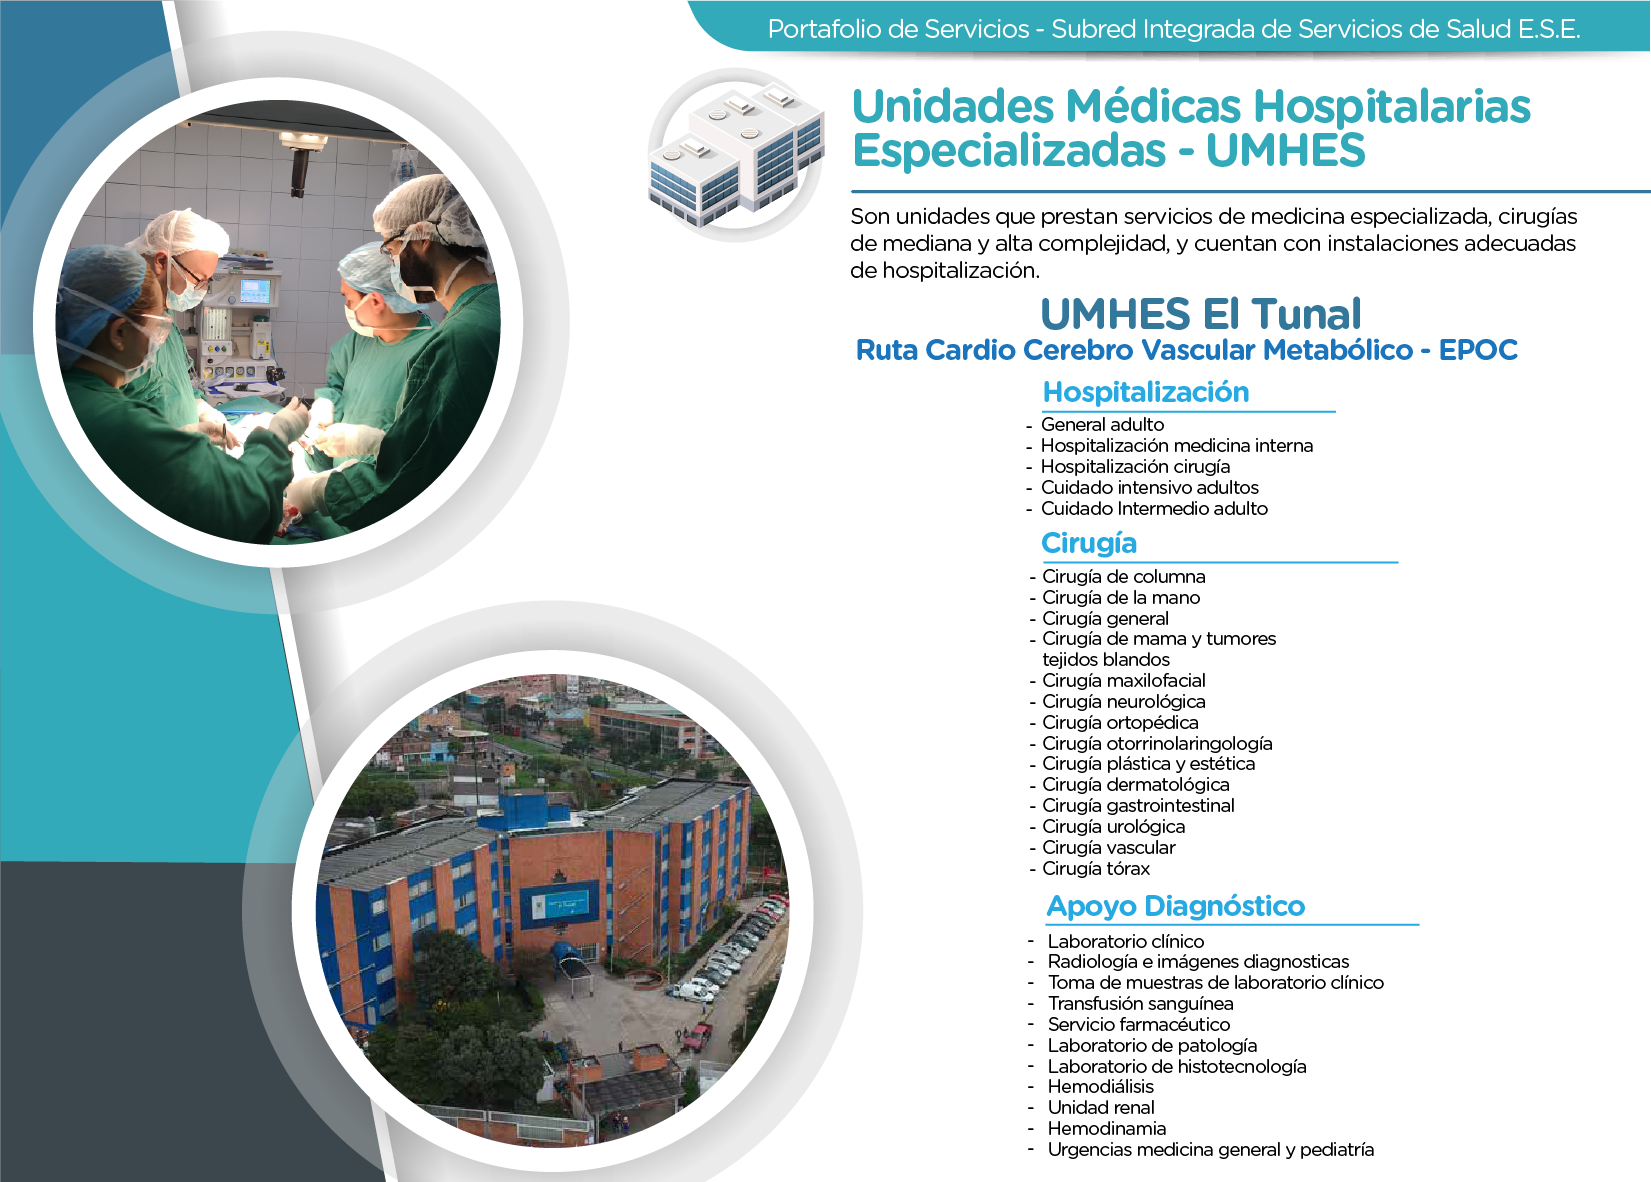 Portafolio de Servicios - Subred Integrada de Servicios de Salud E.S.E.
Unidades Médicas Hospitalarias
Especializadas - UMHES
Son unidades que prestan servicios de medicina especializada, cirugías
de mediana y alta complejidad, y cuentan con instalaciones adecuadas
de hospitalización.
UMHES El Tunal
Ruta Cardio Cerebro Vascular Metabólico - EPOC
Hospitalización
- General adulto
- Hospitalización medicina interna
- Hospitalización cirugía
- Cuidado intensivo adultos
- Cuidado Intermedio adulto
Cirugía
- Cirugía de columna
- Cirugía de la mano
- Cirugía general
- Cirugía de mama y tumores
tejidos blandos
- Cirugía maxilofacial
- Cirugía neurológica
- Cirugía ortopédica
- Cirugía otorrinolaringología
- Cirugía plástica y estética
- Cirugía dermatológica
- Cirugía gastrointestinal
- Cirugía urológica
- Cirugía vascular
- Cirugía tórax
Apoyo Diagnóstico
- Laboratorio clínico
- Radiología e imágenes diagnosticas
- Toma de muestras de laboratorio clínico
- Transfusión sanguínea
- Servicio farmacéutico
- Laboratorio de patología
- Laboratorio de histotecnología
- Hemodiálisis
- Unidad renal
- Hemodinamia
- Urgencias medicina general y pediatría